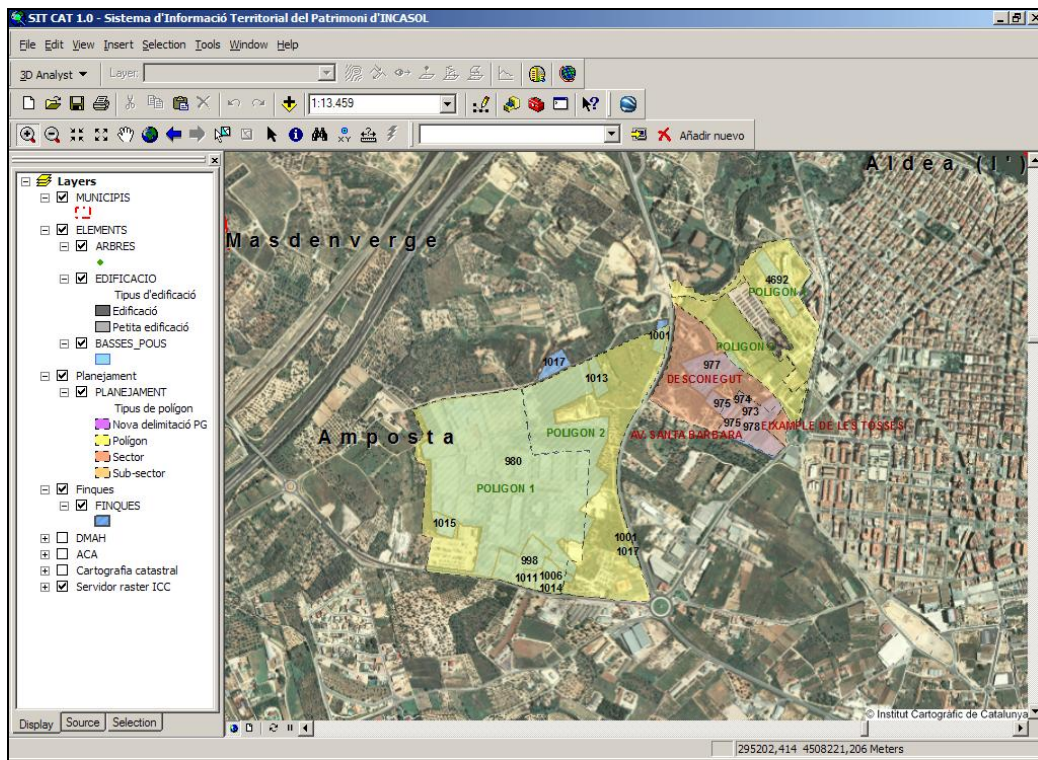 SIT CAT 1.0 - Sistema d'Informació Territorial del Patrimoni d'INCASOL
File Edit View Insert Selection Tools Window Help
3D Analyst Layer:
1:13.459
Añadir nuevo
Layers
MUNICIPIS
ELEMENTS
ARBRES
EDIFICACIO
Tipus d'edificació
Edificació
Petita edificació
BASSES_POUS
Planejament
PLANEJAMENT
Tipus de polígon
Nova delimitació PG
Polígon
Sector
Sub-sector
Finques
FINQUES
DMAH
ACA
Cartografia catastral
Servidor raster ICC
Display Source Selection
Aldea (l')
Masdenverge
4692
POLIGON
1001
POLIGON
1017
977
1013
DESCONEGUT
975 974
973
975 978 EIXAMPLE DE LES TOSSES
AV. SANTA BARBARA
Amposta
POLIGON 2
980
POLIGON 1
1015
1001
1017
998
1011 1006
1014
© Institut Cartogràfic de Catalunya
295202,414 4508221,206 Meters